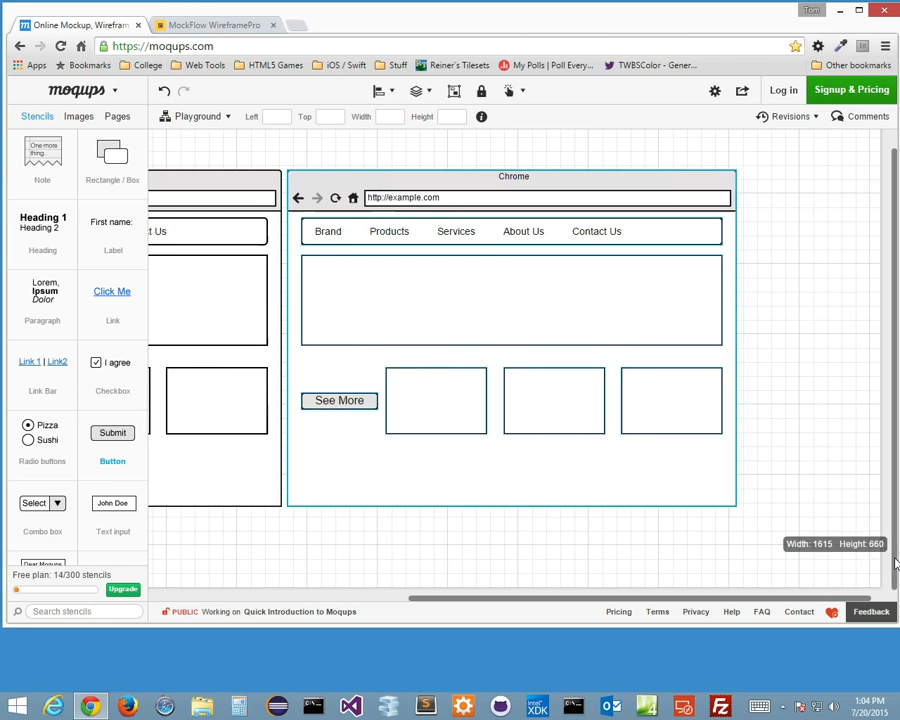 Tom
Online Mockup, Wirefram
MockFlow WireframePro
https://moqups.com
Apps
Bookmarks
College
Web Tools
HTML5 Games
iOS / Swift
Stuff
Reiner's Tilesets
My Polls | Poll Every...
TWBSColor - Gener...
Other bookmarks
moqups
Log in
Signup & Pricing
Stencils
Images
Pages
Playground
Left
Top
Width
Height
Revisions
Comments
One more
thing.
Note
Rectangle / Box
Heading 1
Heading 2
Heading
First name:
Label
Lorem,
Ipsum
Dolor
Paragraph
Click Me
Link
Link 1 | Link2
Link Bar
I agree
Checkbox
Pizza
Sushi
Radio buttons
Submit
Button
Select
Combo box
John Doe
Text input
Dear Moqups
Free plan: 14/300 stencils
Upgrade
Search stencils
Chrome
http://example.com
t Us
Brand
Products
Services
About Us
Contact Us
See More
Width: 1615 Height: 660
PUBLIC Working on Quick Introduction to Moqups
Pricing
Terms
Privacy
Help
FAQ
Contact
Feedback
1:04 PM
7/20/2015